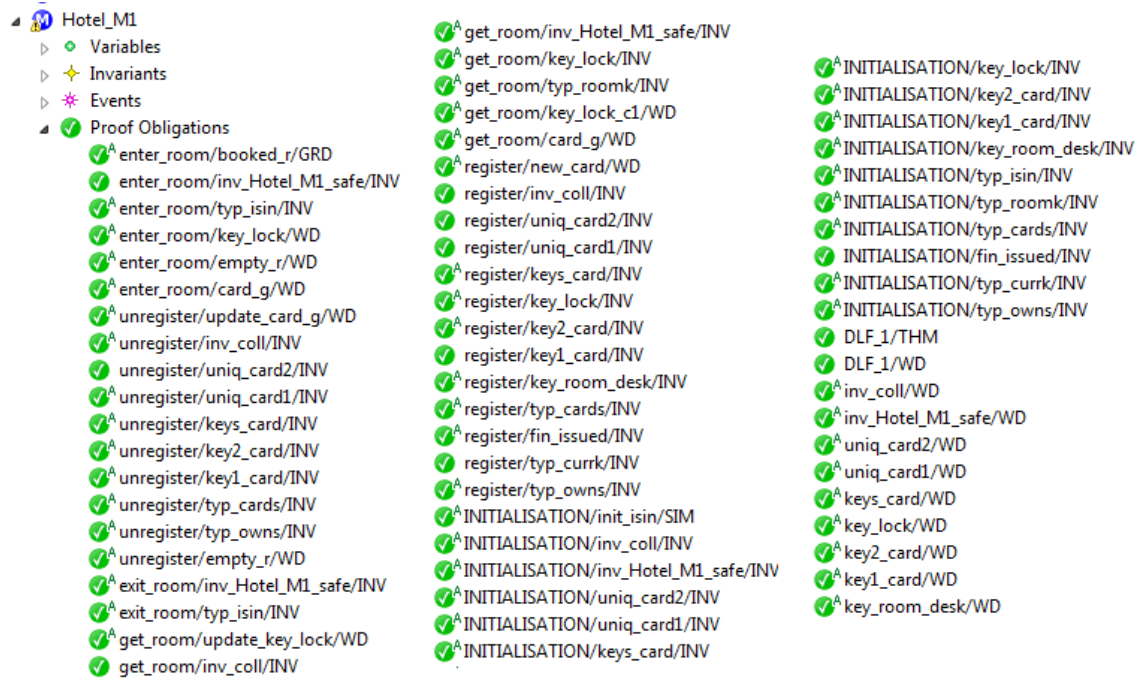 Hotel_M1
Variables
Invariants
Events
Proof Obligations
A enter_room/booked_r/GRD
enter_room/inv_Hotel_M1_safe/INV
A enter_room/typ_isin/INV
A enter_room/key_lock/WD
A enter_room/empty_r/WD
A enter_room/card_g/WD
A unregister/update_card_g/WD
A unregister/inv_coll/INV
unregister/uniq_card2/INV
A unregister/uniq_card1/INV
A unregister/keys_card/INV
A unregister/key2_card/INV
A unregister/key1_card/INV
A unregister/typ_cards/INV
A unregister/typ_owns/INV
A unregister/empty_r/WD
A exit_room/inv_Hotel_M1_safe/INV
A exit_room/typ_isin/INV
A get_room/update_key_lock/WD
get_room/inv_coll/INV
A get_room/inv_Hotel_M1_safe/INV
A get_room/key_lock/INV
A get_room/typ_roomk/INV
A get_room/key_lock_c1/WD
A get_room/card_g/WD
A register/new_card/WD
register/inv_coll/INV
register/uniq_card2/INV
register/uniq_card1/INV
A register/keys_card/INV
A register/key_lock/INV
A register/key2_card/INV
A register/key1_card/INV
A register/key_room_desk/INV
A register/typ_cards/INV
A register/fin_issued/INV
register/typ_currk/INV
A register/typ_owns/INV
A INITIALISATION/init_isin/SIM
A INITIALISATION/inv_coll/INV
A INITIALISATION/inv_Hotel_M1_safe/INV
A INITIALISATION/uniq_card2/INV
A INITIALISATION/uniq_card1/INV
A INITIALISATION/keys_card/INV
A INITIALISATION/key_lock/INV
A INITIALISATION/key2_card/INV
A INITIALISATION/key1_card/INV
A INITIALISATION/key_room_desk/INV
A INITIALISATION/typ_isin/INV
A INITIALISATION/typ_roomk/INV
A INITIALISATION/typ_cards/INV
INITIALISATION/fin_issued/INV
A INITIALISATION/typ_currk/INV
A INITIALISATION/typ_owns/INV
DLF_1/THM
DLF_1/WD
A inv_coll/WD
A inv_Hotel_M1_safe/WD
A uniq_card2/WD
A uniq_card1/WD
A keys_card/WD
A key_lock/WD
A key2_card/WD
A key1_card/WD
A key_room_desk/WD